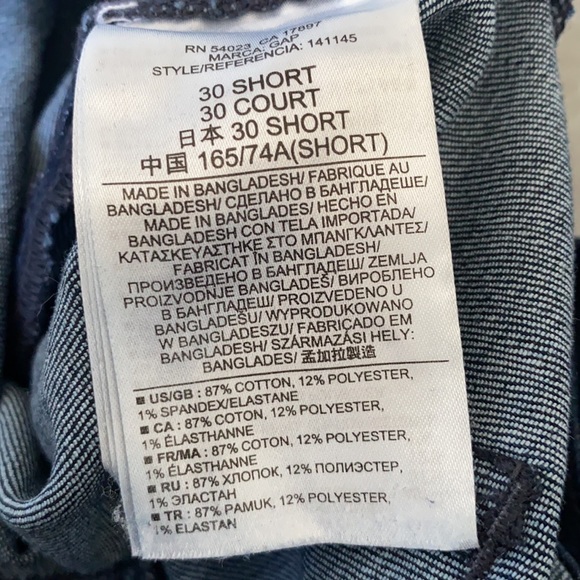 RN 54023 CA 17897
MARCA: GAP
STYLE/REFERENCIA: 141145
30 SHORT
30 COURT
日本 30 SHORT
中国 165/74A(SHORT)
MADE IN BANGLADESH/ FABRIQUE AU
BANGLADESH/ СДЕЛАНО В БАНГЛАДЕШЕ/
BANGLADESH MADE IN/ HECHO EN
BANGLADESH CON TELA IMPORTADA/
ΚΑΤΑΣΚΕΥΑΣΤΗΚΕ ΣΤΟ ΜΠΑΝΓΚΛΑΝΤΕΣ/
FABRICAT ÎN BANGLADESH/
ПРОИЗВЕДЕНО В БАНГЛАДЕШ/ ZEMLJA
PROIZVODNJE BANGLADEŠ/ ВИРОБЛЕНО
В БАНГЛАДЕШ/ PROIZVEDENO U
BANGLADEŠU/ WYPRODUKOWANO
W BANGLADESZU/ FABRICADO EM
BANGLADESH/ SZÁRMAZÁSI HELY:
BANGLADES/ 孟加拉製造
■ US/GB : 87% COTTON, 12% POLYESTER,
1% SPANDEX/ELASTANE
■ CA : 87% COTON, 12% POLYESTER,
1% ÉLASTHANNE
■ FR/MA : 87% COTON, 12% POLYESTER,
1% ÉLASTHANNE
■ RU : 87% ХЛОПОК, 12% ПОЛИЭСТЕР,
1% ЭЛАСТАН
■ TR : 87% PAMUK, 12% POLYESTER,
1% ELASTAN